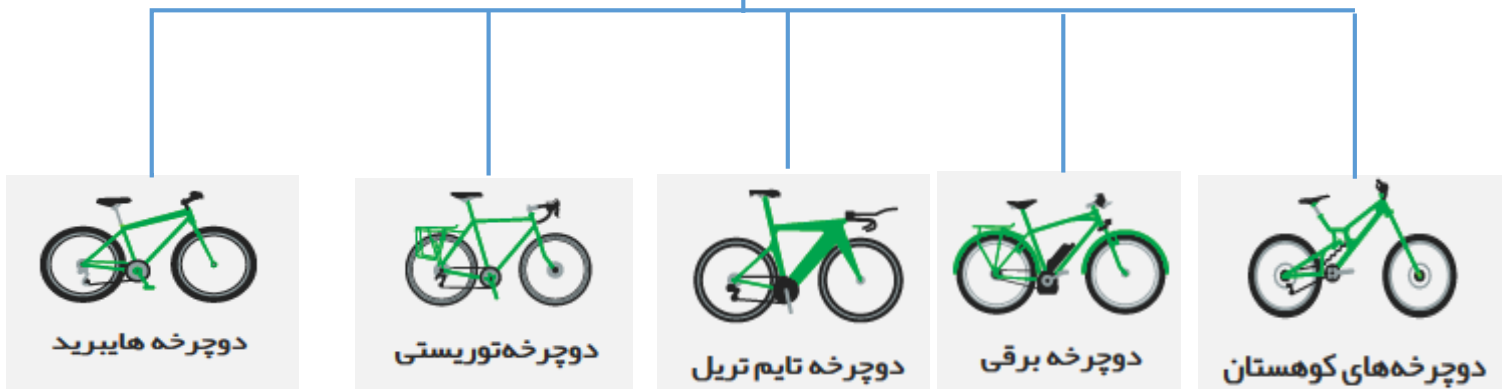 دوچرخه‌های کوهستان
دوچرخه برقی
دوچرخه تایم تریل
دوچرخه‌توریستی
دوچرخه هایبرید